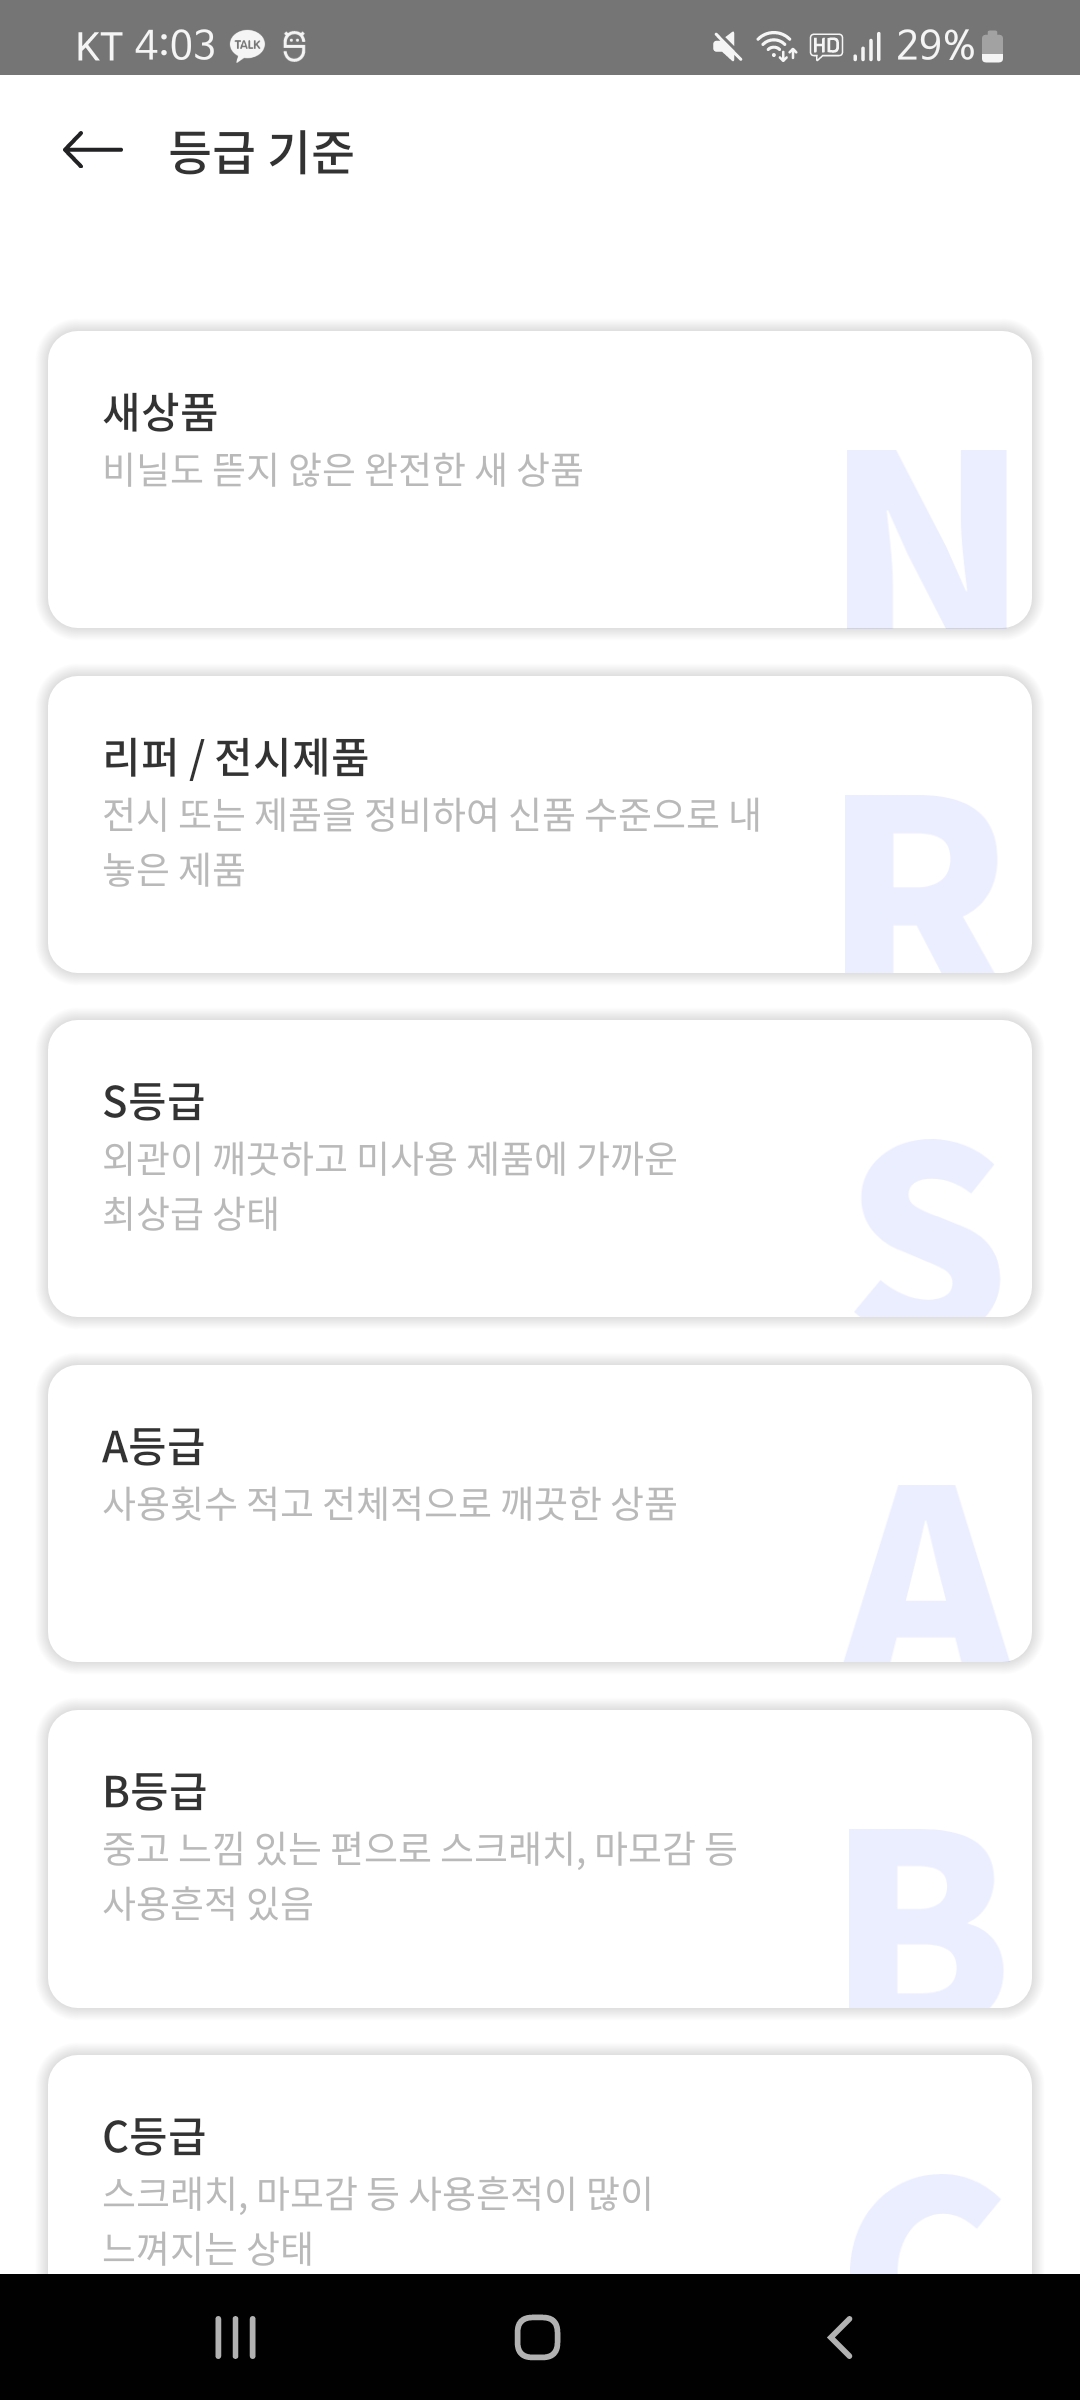 KT 4:03 TALK HD 29%
등급 기준
새상품
비닐도 뜯지 않은 완전한 새 상품
N
리퍼 / 전시제품
전시 또는 제품을 정비하여 신품 수준으로 내
놓은 제품
R
S등급
외관이 깨끗하고 미사용 제품에 가까운
최상급 상태
S
A등급
사용횟수 적고 전체적으로 깨끗한 상품
A
B등급
중고 느낌 있는 편으로 스크래치, 마모감 등
사용흔적 있음
B
C등급
스크래치, 마모감 등 사용흔적이 많이
느껴지는 상태
C